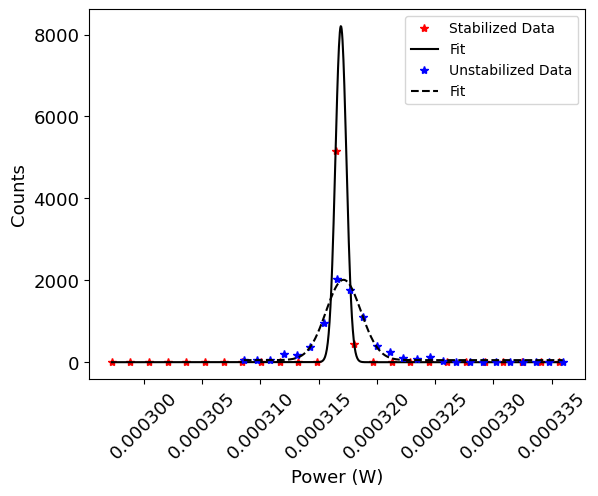 Stabilized Data
Fit
Unstabilized Data
Fit
8000
6000
4000
2000
0
Counts
0.000300
0.000305
0.000310
0.000315
0.000320
0.000325
0.000330
0.000335
Power (W)